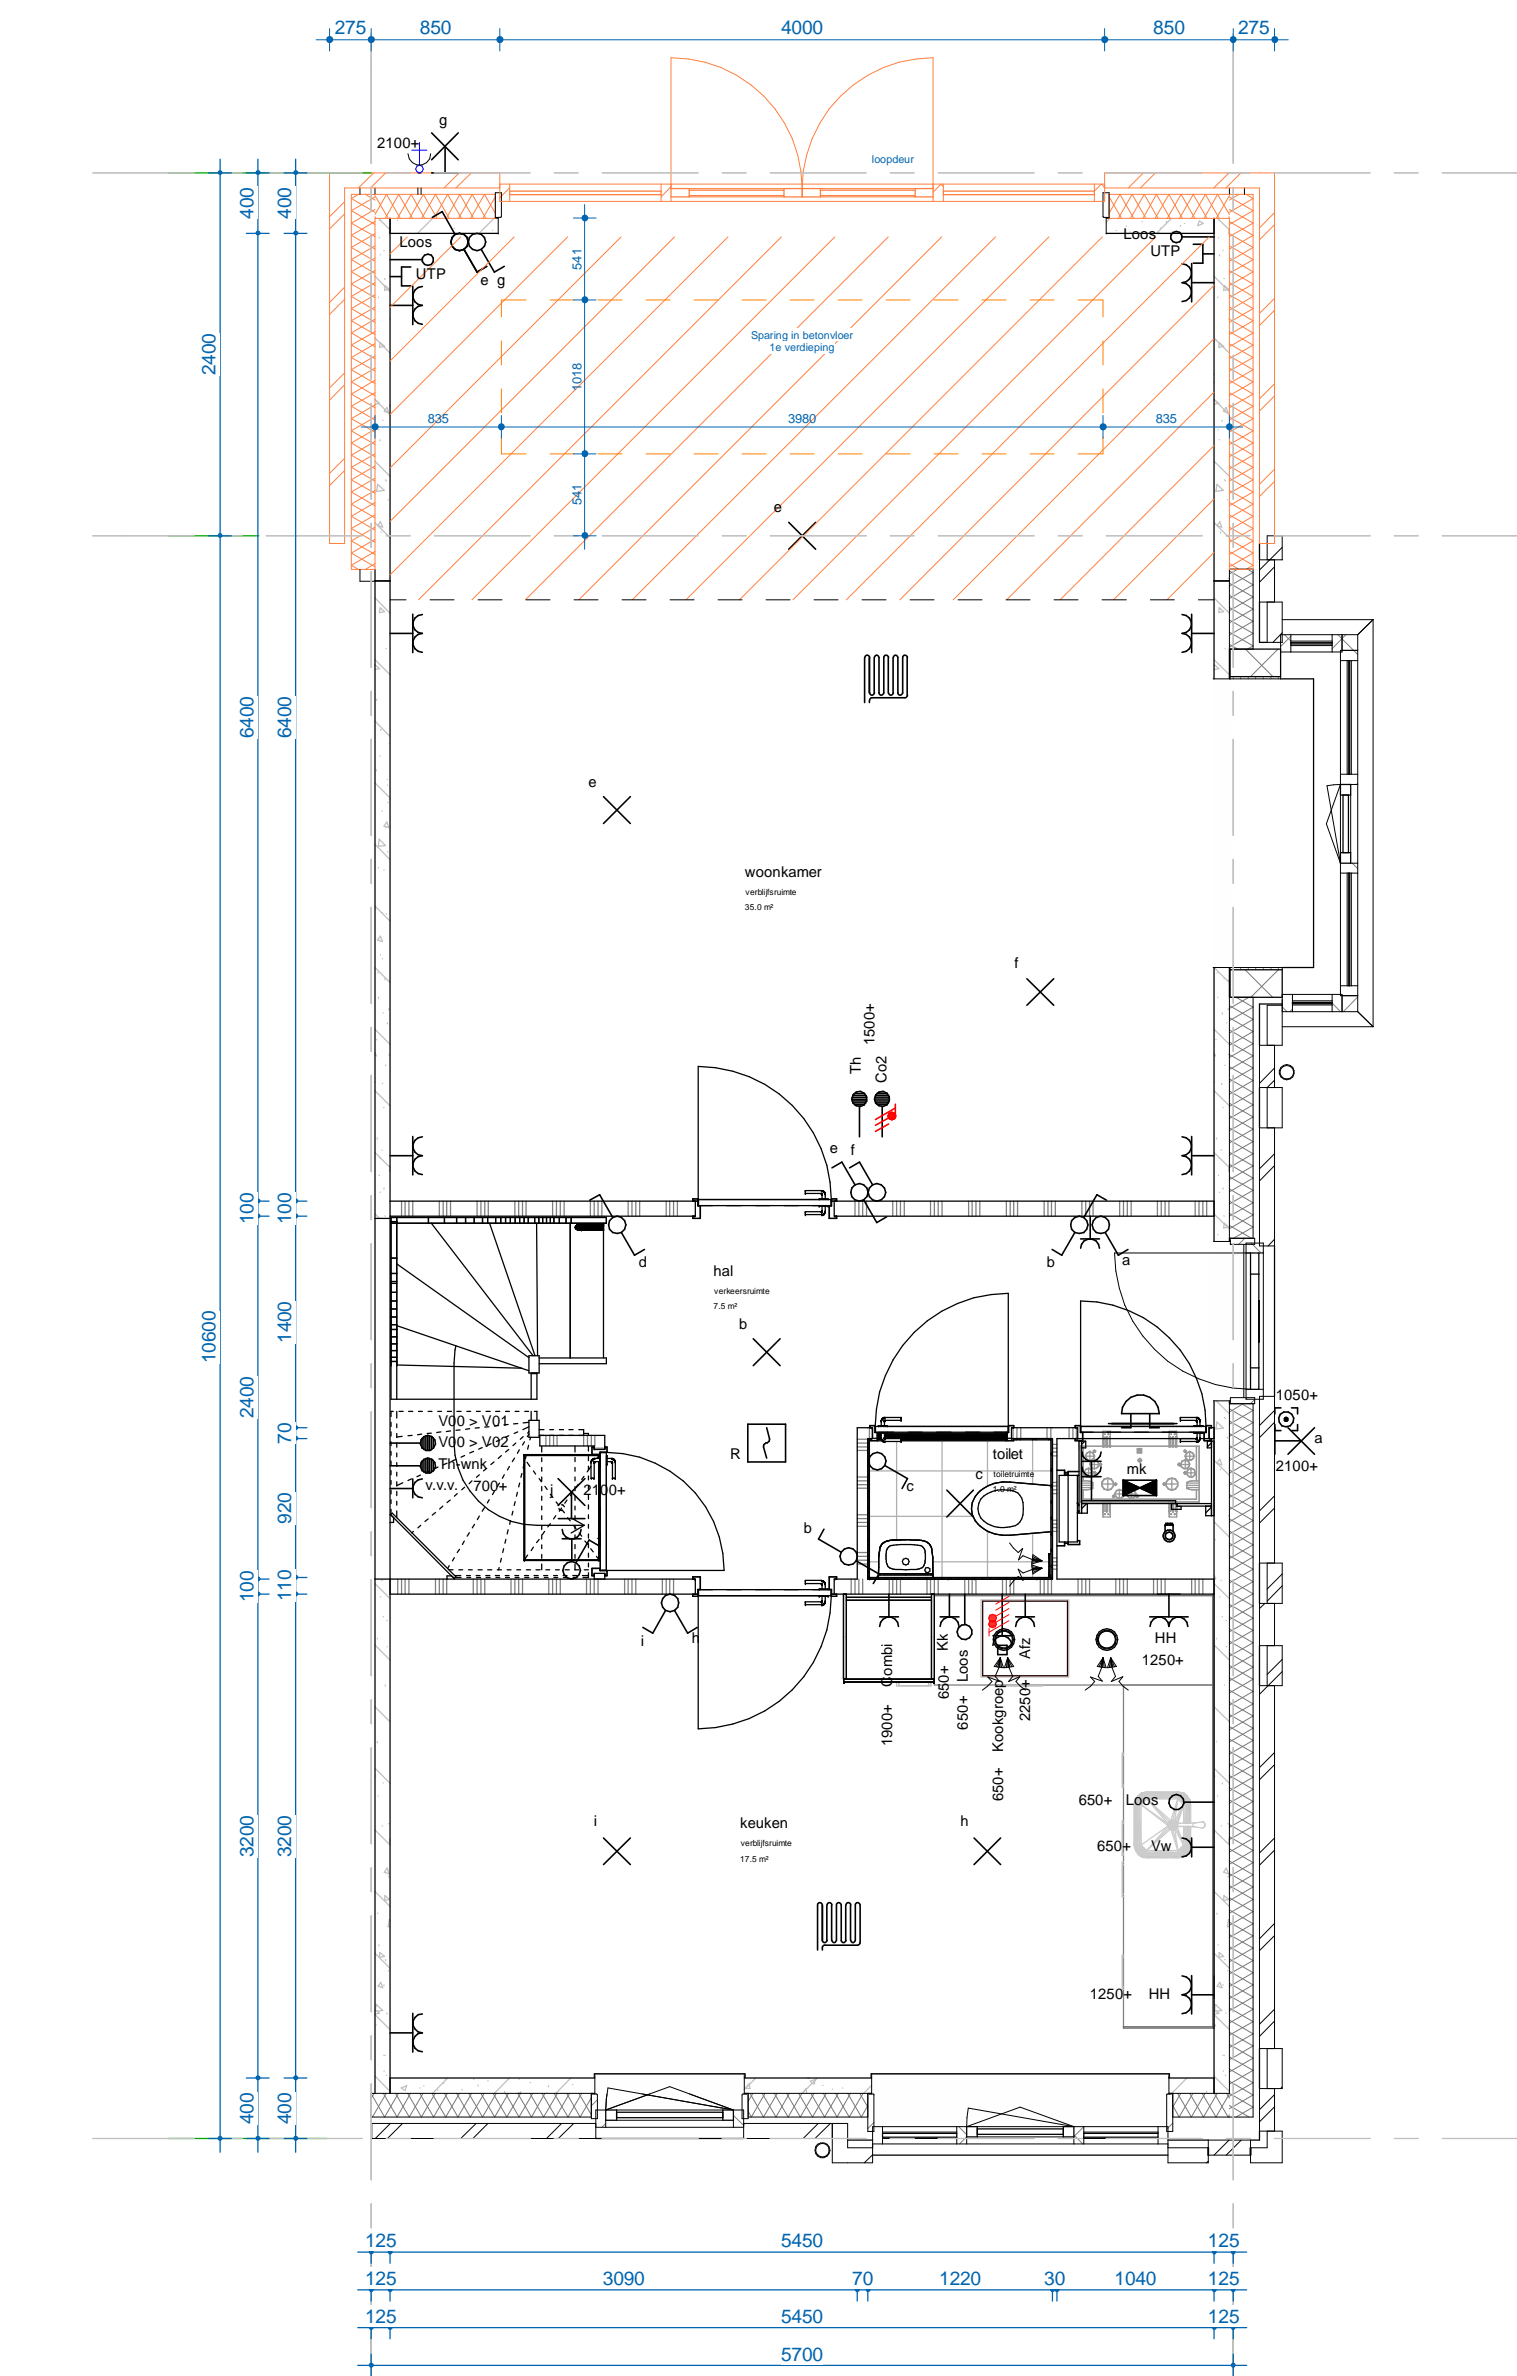 275 850 4000 850 275
g
2100+
loopdeur
400 400
Loos
UTP
e g
541
Loos
UTP
Sparing in betonvloer
1e verdieping
2400
1018
835 3980 835
541
e
6400 6400
e
woonkamer
verblijfsruimte
35.0 m²
f
1500+
Th
Co2
e f
100 100
d
b a
hal
verkeersruimte
7.5 m²
b
10600
1400
2400
1050+
a
2100+
V00 > V01
V00 > V02
Th-wnk
v.v.v. 700+
70
R
toilet
c toiletruimte
1.0 m²
c
mk
i 2100+
920
b
100 110
i h
Combi
1900+
Kk
650+
Loos
650+
Kookgroep
650+
Afz
2250+
HH
1250+
650+ Loos
650+ Vw
i
keuken
verblijfsruimte
17.5 m²
h
3200 3200
1250+ HH
400 400
125 5450 125
125 3090 70 1220 30 1040 125
125 5450 125
5700